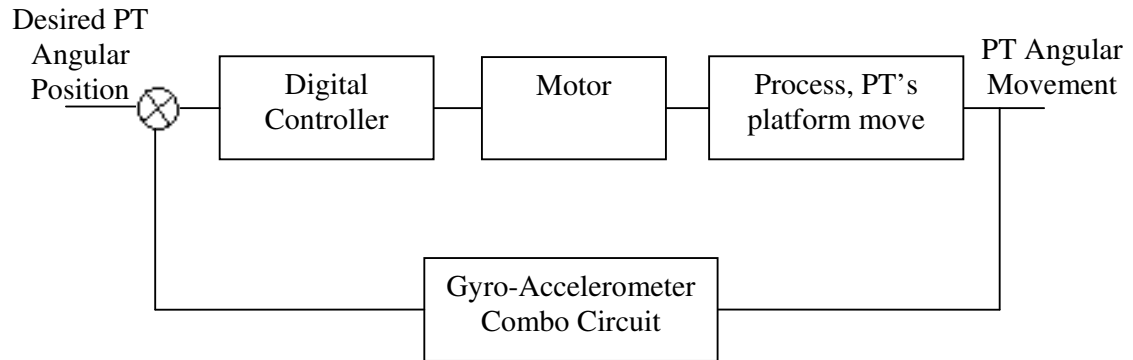 Desired PT
Angular
Position
Digital
Controller
Motor
Process, PT's
platform move
PT Angular
Movement
Gyro-Accelerometer
Combo Circuit